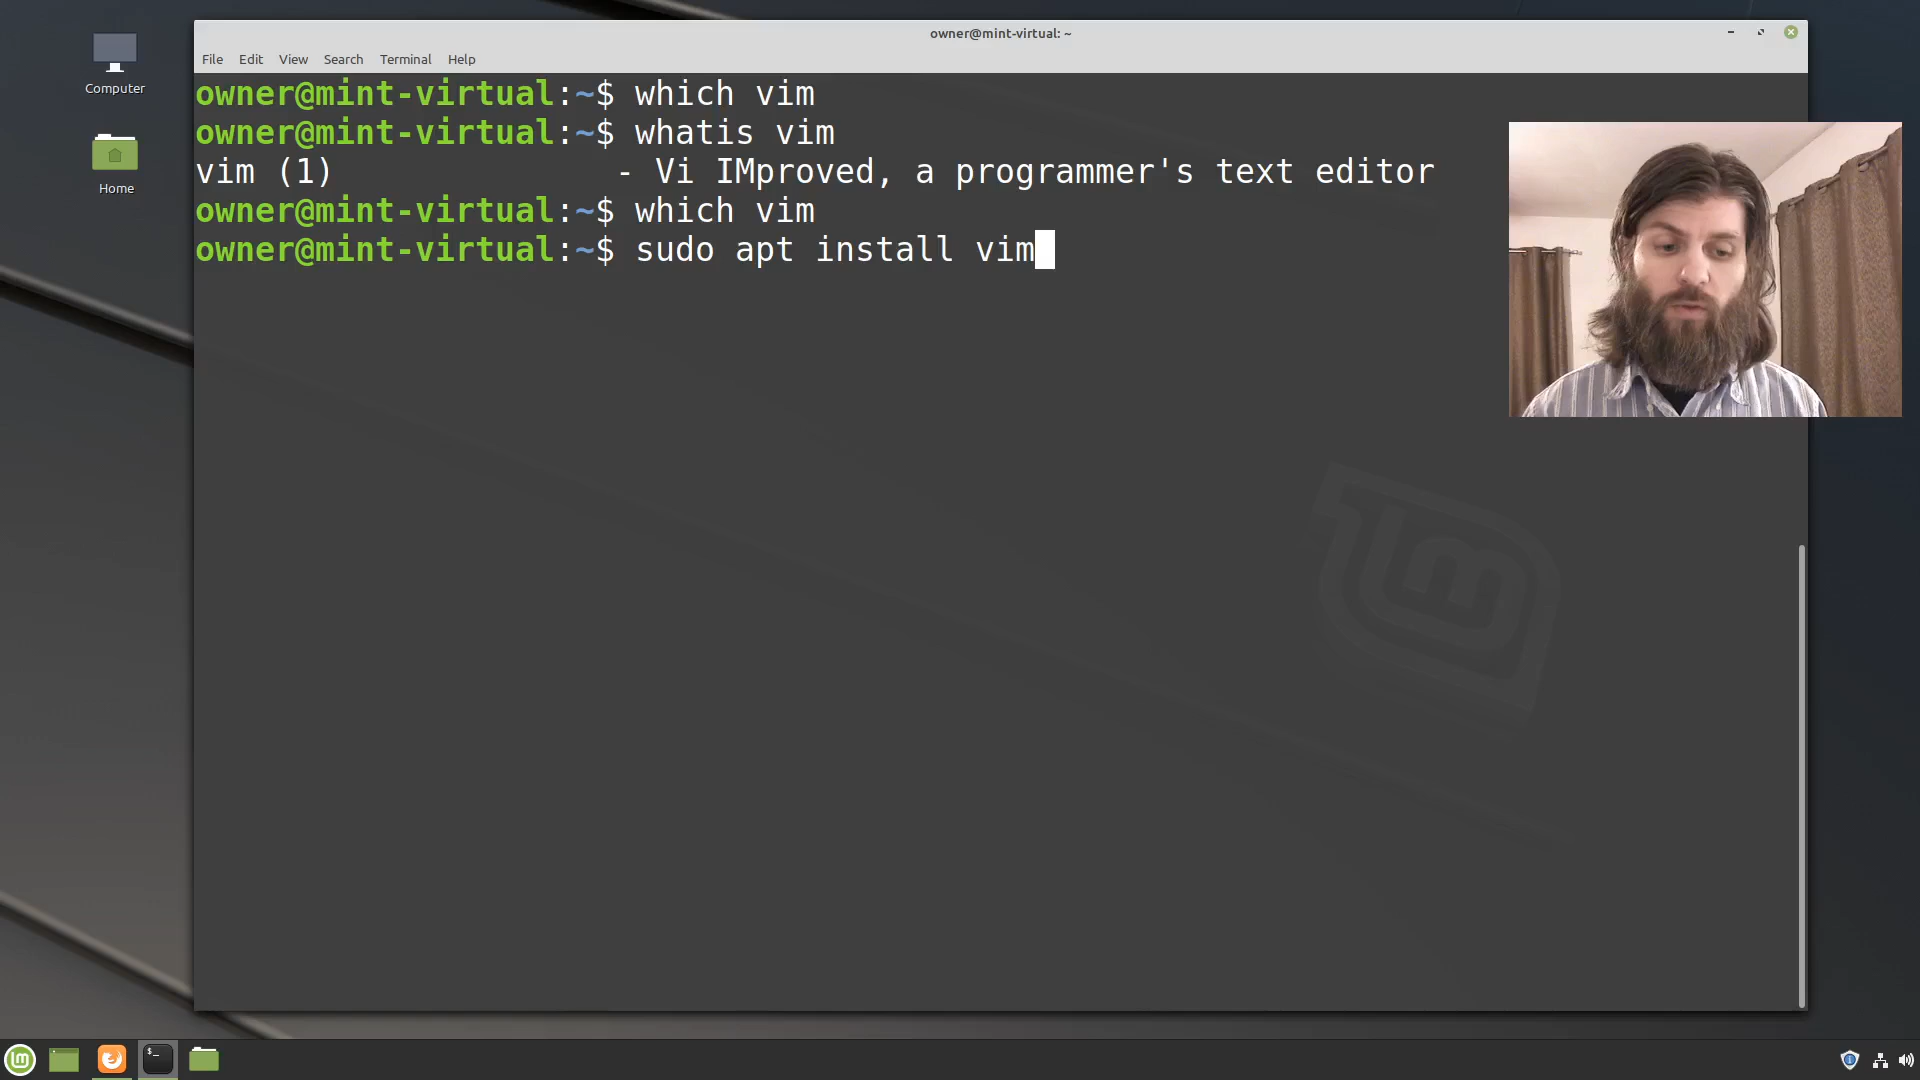 owner@mint-virtual: ~
File Edit View Search Terminal Help
owner@mint-virtual:~$ which vim
owner@mint-virtual:~$ whatis vim
vim (1)              - Vi IMproved, a programmer's text editor
owner@mint-virtual:~$ which vim
owner@mint-virtual:~$ sudo apt install vim
Computer
Home